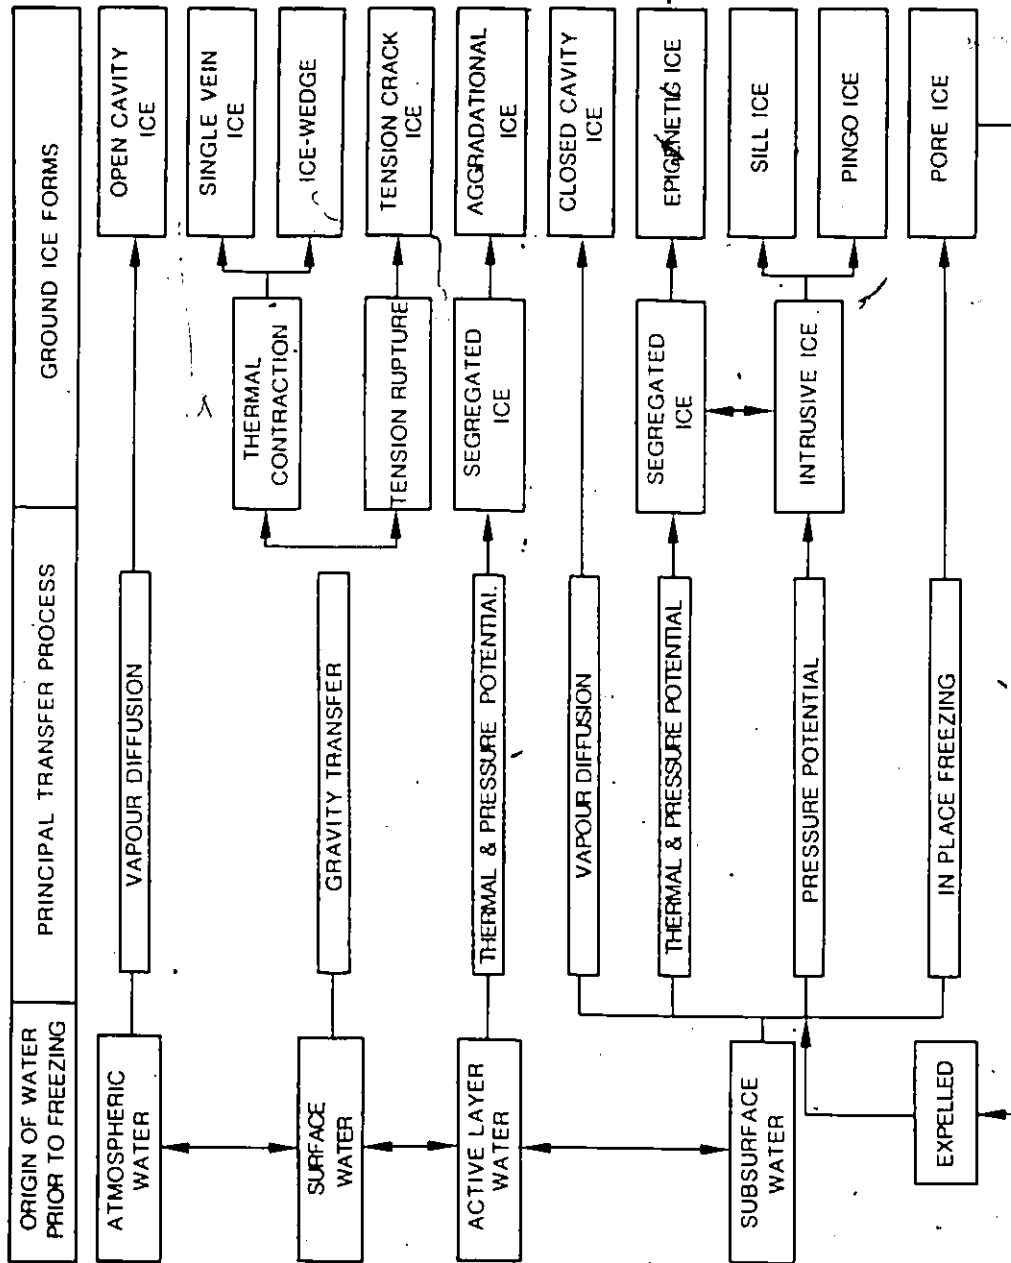 ORIGIN OF WATER
PRIOR TO FREEZING
PRINCIPAL TRANSFER PROCESS
GROUND ICE FORMS
ATMOSPHERIC
WATER
VAPOUR DIFFUSION
OPEN CAVITY
ICE
SURFACE
WATER
GRAVITY TRANSFER
THERMAL
CONTRACTION
SINGLE VEIN
ICE
ICE-WEDGE
TENSION RUPTURE
TENSION CRACK
ICE
ACTIVE LAYER
WATER
THERMAL & PRESSURE POTENTIAL
SEGREGATED
ICE
AGGRADATIONAL
ICE
SUBSURFACE
WATER
VAPOUR DIFFUSION
CLOSED CAVITY
ICE
THERMAL & PRESSURE POTENTIAL
SEGREGATED
ICE
EPIGENETIC ICE
PRESSURE POTENTIAL
INTRUSIVE ICE
SILL ICE
PINGO ICE
IN PLACE FREEZING
PORE ICE
EXPELLED